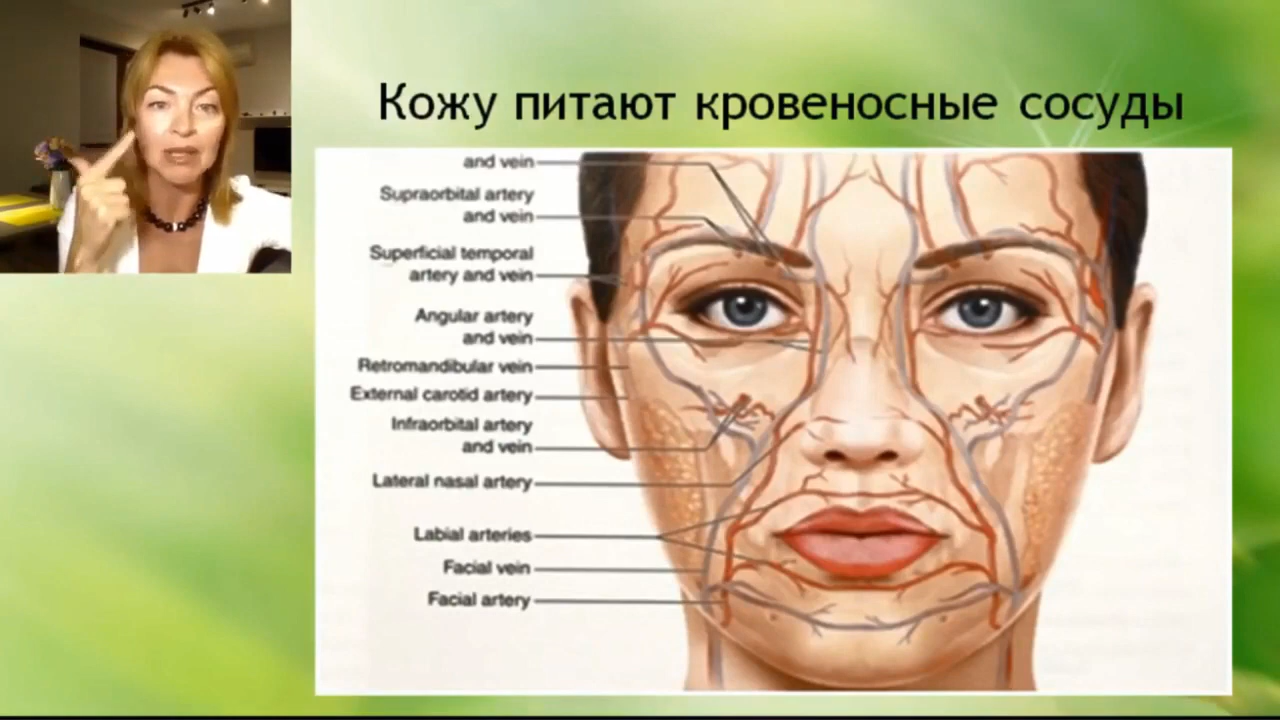 Кожу питают кровеносные сосуды
and vein
Supraorbital artery
and vein
Superficial temporal
artery and vein
Angular artery
and vein
Retromandibular vein
External carotid artery
Infraorbital artery
and vein
Lateral nasal artery
Labial arteries
Facial vein
Facial artery